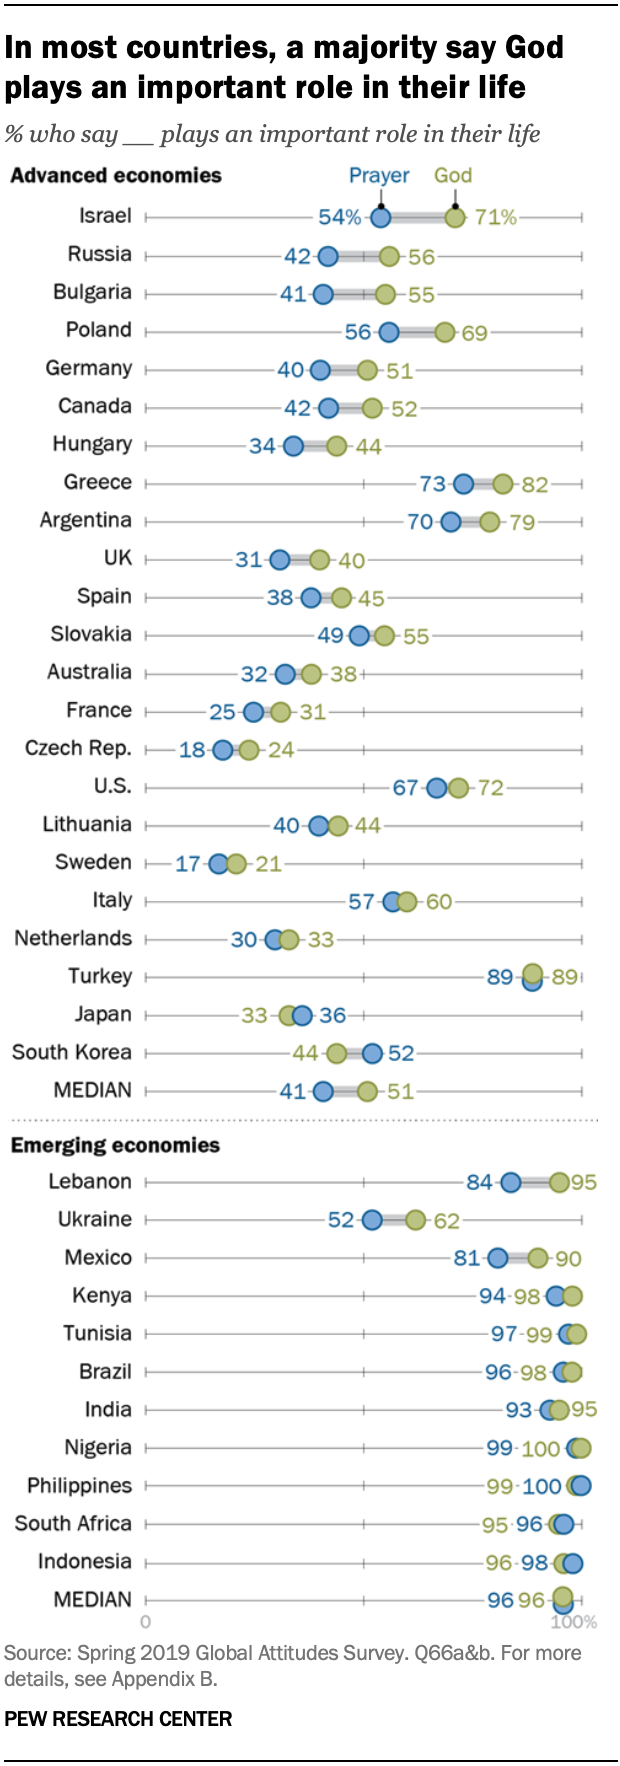 In most countries, a majority say God
plays an important role in their life
% who say __ plays an important role in their life
Advanced economies Prayer God
Israel 54% 71%
Russia 42 56
Bulgaria 41 55
Poland 56 69
Germany 40 51
Canada 42 52
Hungary 34 44
Greece 73 82
Argentina 70 79
UK 31 40
Spain 38 45
Slovakia 49 55
Australia 32 38
France 25 31
Czech Rep. 18 24
U.S. 67 72
Lithuania 40 44
Sweden 17 21
Italy 57 60
Netherlands 30 33
Turkey 89 89
Japan 33 36
South Korea 44 52
MEDIAN 41 51
Emerging economies
Lebanon 84 95
Ukraine 52 62
Mexico 81 90
Kenya 94 98
Tunisia 97 99
Brazil 96 98
India 93 95
Nigeria 99 100
Philippines 99 100
South Africa 95 96
Indonesia 96 98
MEDIAN 96 96
0 100%
Source: Spring 2019 Global Attitudes Survey. Q66a&b. For more
details, see Appendix B.
PEW RESEARCH CENTER